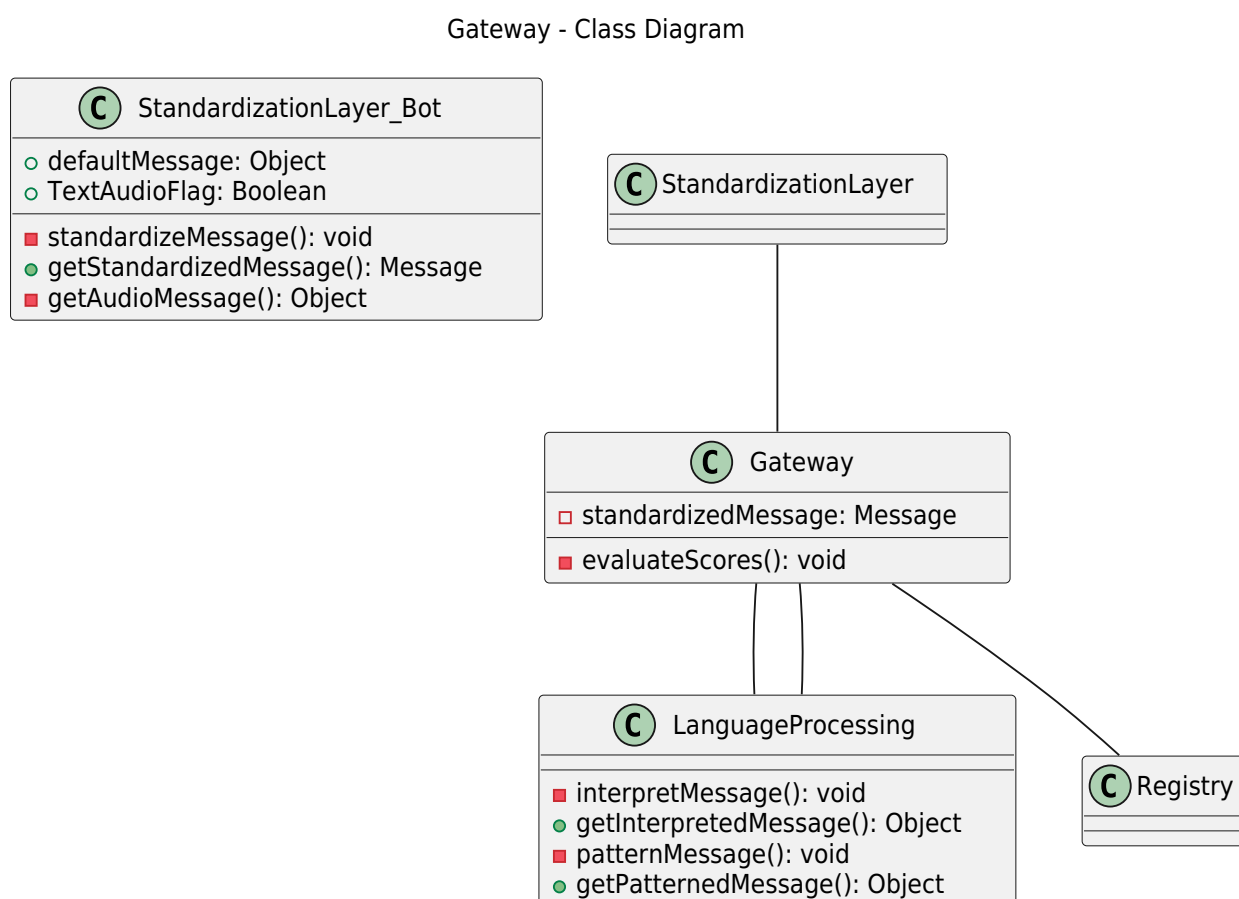 Gateway - Class Diagram
C StandardizationLayer_Bot
defaultMessage: Object
TextAudioFlag: Boolean
standardizeMessage(): void
getStandardizedMessage(): Message
getAudioMessage(): Object
C StandardizationLayer
C Gateway
standardizedMessage: Message
evaluateScores(): void
C LanguageProcessing
interpretMessage(): void
getInterpretedMessage(): Object
patternMessage(): void
getPatternedMessage(): Object
C Registry